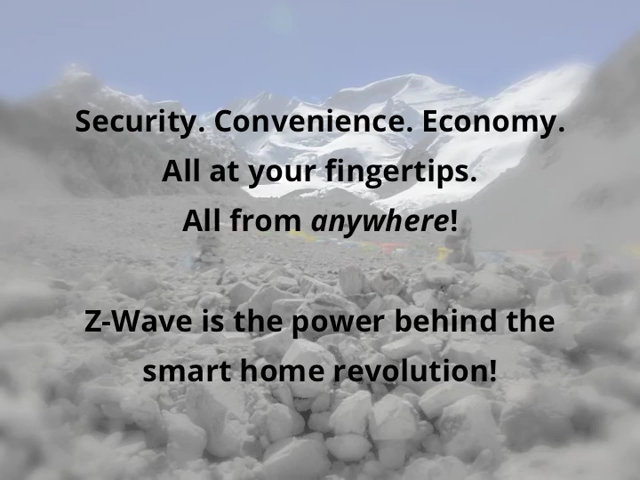 Security. Convenience. Economy.
All at your fingertips.
All from anywhere!
Z-Wave is the power behind the
smart home revolution!